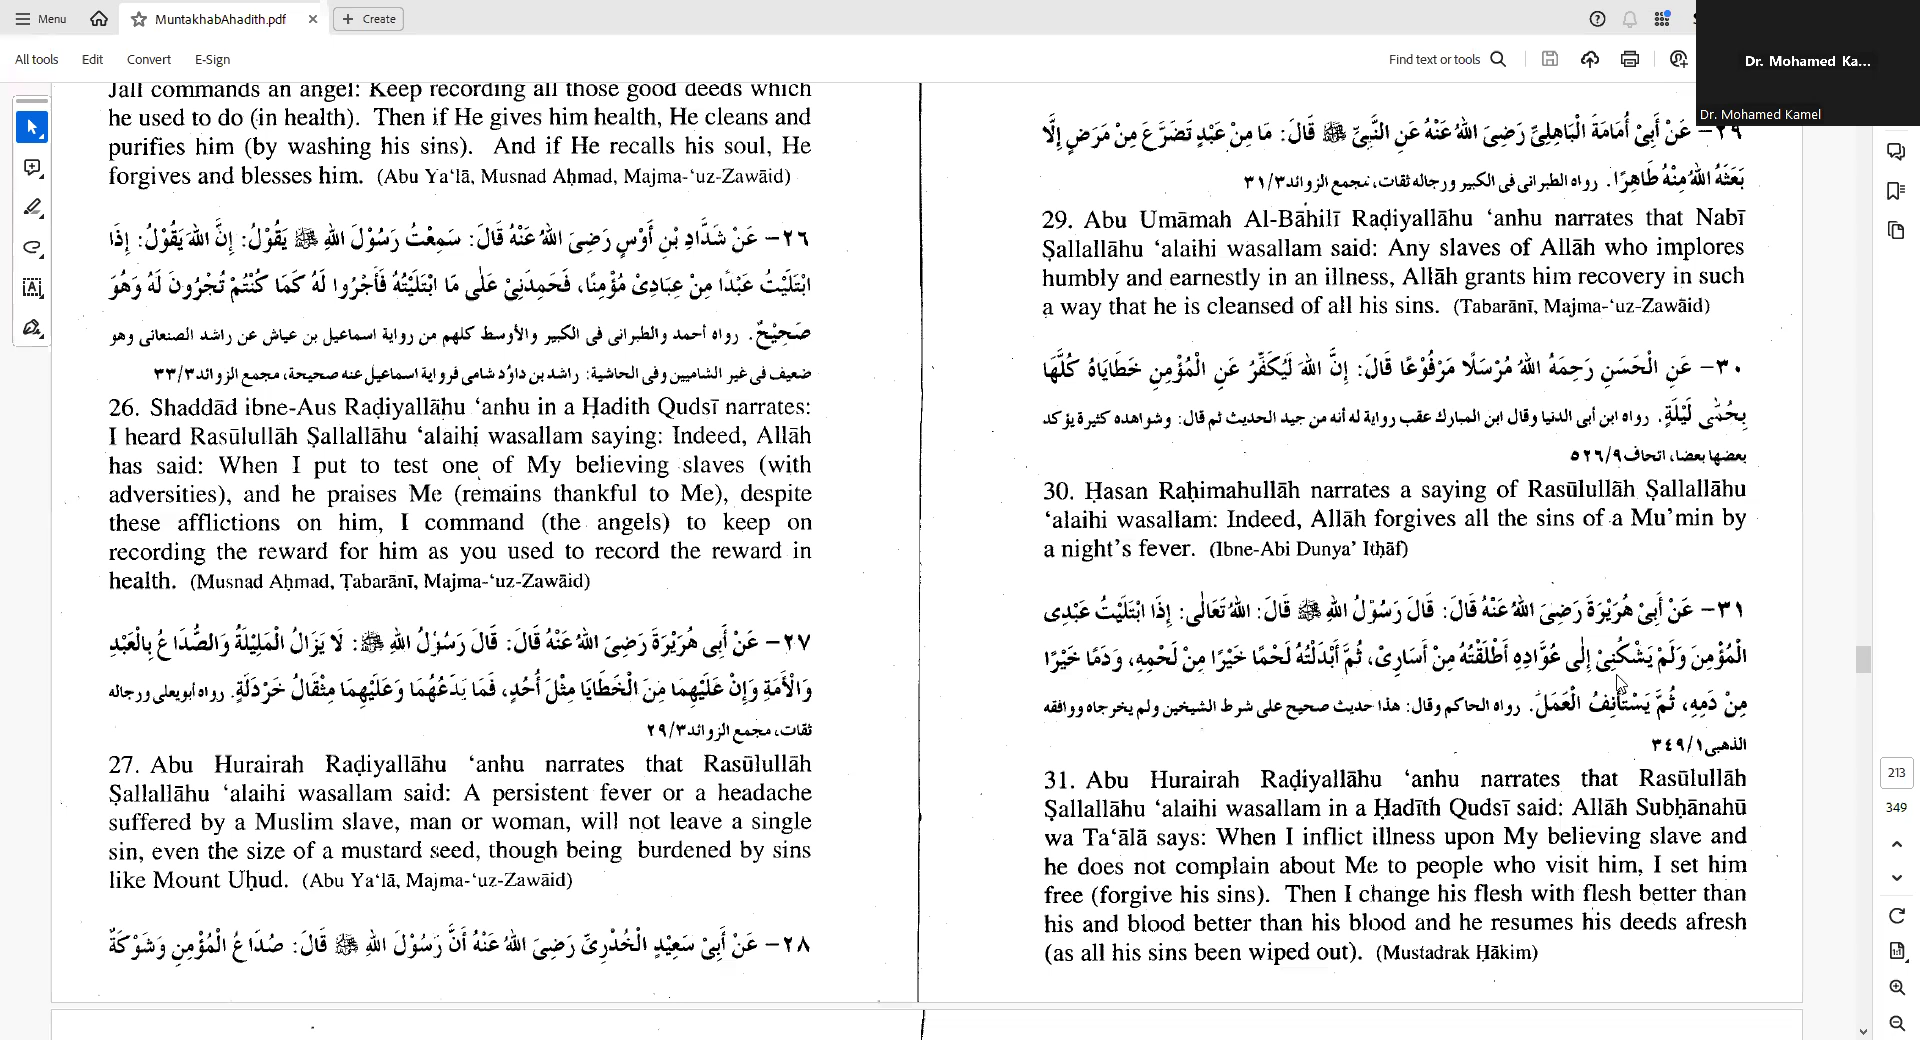 Menu
MuntakhabAhadith.pdf
Create
All tools Edit Convert E-Sign
Find text or tools
Dr. Mohamed Ka...
Dr. Mohamed Kamel
Jall commands an angel: Keep recording all those good deeds which
he used to do (in health). Then if He gives him health, He cleans and
purifies him (by washing his sins). And if He recalls his soul, He
forgives and blesses him. (Abu Ya‘lā, Musnad Aḥmad, Majma-‘uz-Zawāid)
٢٦- عَنْ شَدَّادِ بْنِ أَوْسٍ رَضِىَ اللهُ عَنْهُ قَالَ: سَمِعْتُ رَسُوْلَ اللهِ ﷺ يَقُوْلُ: إِنَّ اللهَ يَقُوْلُ: إِذَا
ابْتَلَيْتُ عَبْدًا مِنْ عِبَادِىْ مُؤْمِنًا، فَحَمِدَنِىْ عَلٰى مَا ابْتَلَيْتُهُ فَأَجْرُوا لَهُ كَمَا كُنْتُمْ تُجْرُونَ لَهُ وَهُوَ
صَحِيْحٌ. رواه أحمد والطبرانى فى الكبير والأوسط كلهم من رواية اسماعيل بن عياش عن راشد الصنعانى وهو
ضعيف فى غير الشاميين وفى الحاشية: راشد بن داوُد شامى فرواية اسماعيل عنه صحيحة، مجمع الزوائد ٣٣/٣
26. Shaddād ibne-Aus Raḍiyallāhu ‘anhu in a Ḥadith Qudsī narrates:
I heard Rasūlullāh Ṣallallāhu ‘alaihi wasallam saying: Indeed, Allāh
has said: When I put to test one of My believing slaves (with
adversities), and he praises Me (remains thankful to Me), despite
these afflictions on him, I command (the angels) to keep on
recording the reward for him as you used to record the reward in
health. (Musnad Aḥmad, Ṭabarānī, Majma-‘uz-Zawāid)
٢٧- عَنْ أَبِى هُرَيْرَةَ رَضِىَ اللهُ عَنْهُ قَالَ: قَالَ رَسُوْلُ اللهِ ﷺ: لَا يَزَالُ الْمَلِيْلَةُ وَالصُّدَاعُ بِالْعَبْدِ
وَالْأَمَةِ وَإِنْ عَلَيْهِمَا مِنَ الْخَطَايَا مِثْلَ أُحُدٍ، فَمَا يَدَعُهُمَا وَعَلَيْهِمَا مِثْقَالُ خَرْدَلَةٍ. رواه أبويعلى ورجاله
ثقات، مجمع الزوائد ٢٩/٣
27. Abu Hurairah Raḍiyallāhu ‘anhu narrates that Rasūlullāh
Ṣallallāhu ‘alaihi wasallam said: A persistent fever or a headache
suffered by a Muslim slave, man or woman, will not leave a single
sin, even the size of a mustard seed, though being burdened by sins
like Mount Uḥud. (Abu Ya‘lā, Majma-‘uz-Zawāid)
٢٨- عَنْ أَبِىْ سَعِيْدٍ الْخُدْرِىِّ رَضِىَ اللهُ عَنْهُ أَنَّ رَسُوْلَ اللهِ ﷺ قَالَ: صُدَاعُ الْمُؤْمِنِ وَشَوْكَةٌ
٢٩- عَنْ أَبِىْ أُمَامَةَ الْبَاهِلِىِّ رَضِىَ اللهُ عَنْهُ عَنِ النَّبِىِّ ﷺ قَالَ: مَا مِنْ عَبْدٍ تَضَرَّعَ مِنْ مَرَضٍ إِلَّا
بَعَثَهُ اللهُ مِنْهُ طَاهِرًا. رواه الطبرانى فى الكبير ورجاله ثقات، مجمع الزوائد ٣١/٣
29. Abu Umāmah Al-Bāhilī Raḍiyallāhu ‘anhu narrates that Nabī
Ṣallallāhu ‘alaihi wasallam said: Any slaves of Allāh who implores
humbly and earnestly in an illness, Allāh grants him recovery in such
a way that he is cleansed of all his sins. (Tabarānī, Majma-‘uz-Zawāid)
٣٠- عَنِ الْحَسَنِ رَحِمَهُ اللهُ مُرْسَلًا مَرْفُوْعًا قَالَ: إِنَّ اللهَ لَيُكَفِّرُ عَنِ الْمُؤْمِنِ خَطَايَاهُ كُلَّهَا
بِحُمّٰى لَيْلَةٍ. رواه ابن أبى الدنيا وقال ابن المبارك عقب رواية له أنه من جيد الحديث ثم قال: وشواهده كثيرة يؤكد
بعضها بعضا، اتحاف ٥٢٦/٩
30. Ḥasan Raḥimahullāh narrates a saying of Rasūlullāh Ṣallallāhu
‘alaihi wasallam: Indeed, Allāh forgives all the sins of a Mu’min by
a night’s fever. (Ibne-Abi Dunya’ Itḥāf)
٣١- عَنْ أَبِىْ هُرَيْرَةَ رَضِىَ اللهُ عَنْهُ قَالَ: قَالَ رَسُوْلُ اللهِ ﷺ قَالَ: اللهُ تَعَالٰى: إِذَا ابْتَلَيْتُ عَبْدِى
الْمُؤْمِنَ وَلَمْ يَشْكُنِىْ إِلٰى عُوَّادِهِ أَطْلَقْتُهُ مِنْ أَسَارِىْ، ثُمَّ أَبْدَلْتُهُ لَحْمًا خَيْرًا مِنْ لَحْمِهِ، وَدَمًا خَيْرًا
مِنْ دَمِهِ، ثُمَّ يَسْتَأْنِفُ الْعَمَلَ. رواه الحاكم وقال: هذا حديث صحيح على شرط الشيخين ولم يخرجاه ووافقه
الذهبى ٣٤٩/١
31. Abu Hurairah Raḍiyallāhu ‘anhu narrates that Rasūlullāh
Ṣallallāhu ‘alaihi wasallam in a Ḥadīth Qudsī said: Allāh Subḥānahū
wa Ta‘ālā says: When I inflict illness upon My believing slave and
he does not complain about Me to people who visit him, I set him
free (forgive his sins). Then I change his flesh with flesh better than
his and blood better than his blood and he resumes his deeds afresh
(as all his sins been wiped out). (Mustadrak Ḥākim)
213
349